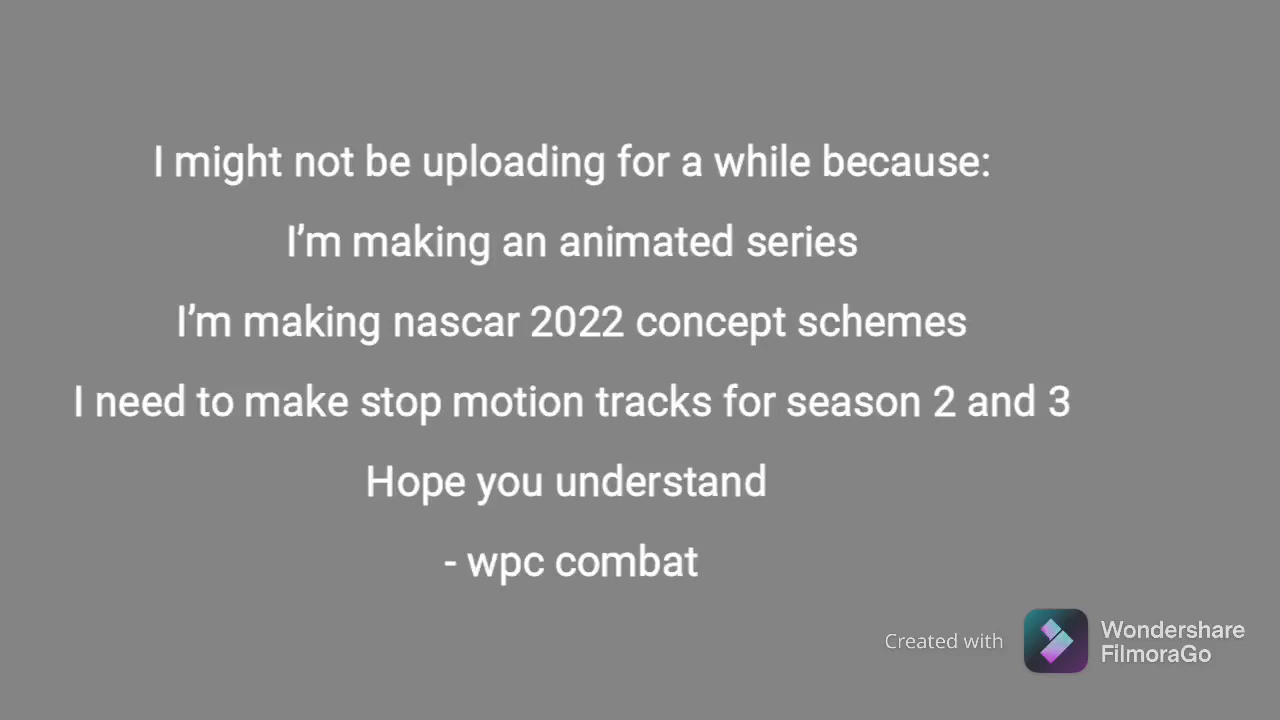 I might not be uploading for a while because:
I’m making an animated series
I’m making nascar 2022 concept schemes
I need to make stop motion tracks for season 2 and 3
Hope you understand
- wpc combat
Created with
Wondershare
FilmoraGo